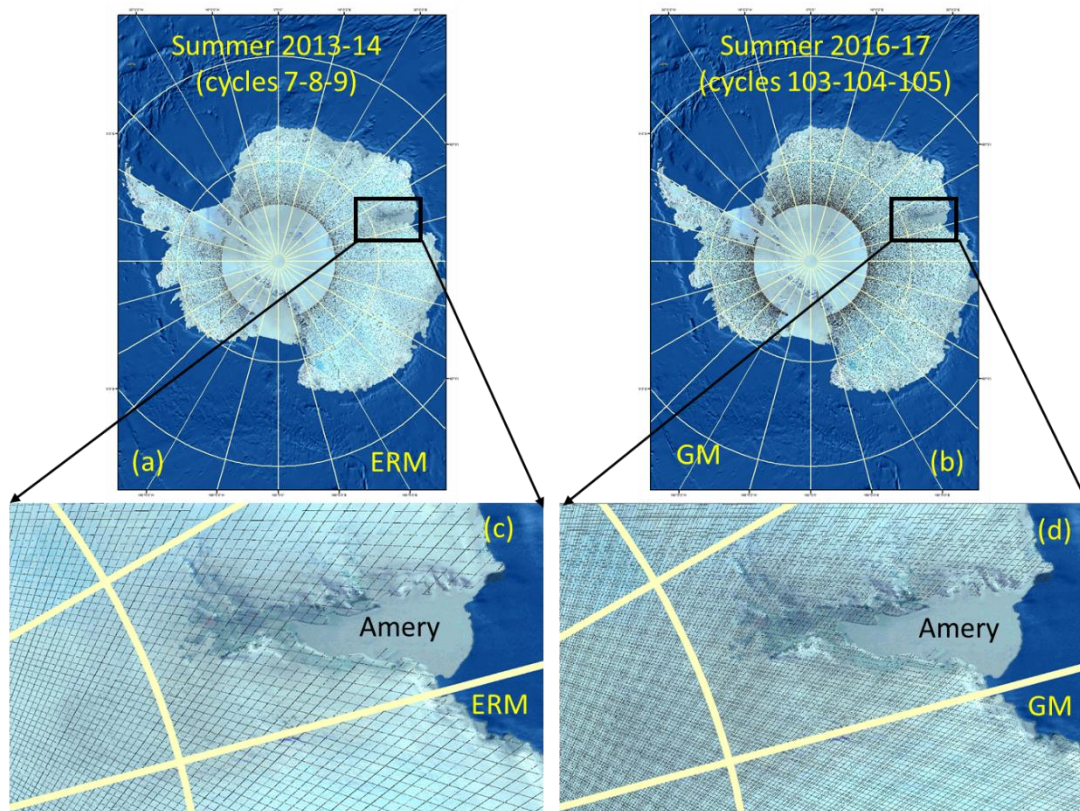 Summer 2013-14
(cycles 7-8-9)
(a)
ERM
Summer 2016-17
(cycles 103-104-105)
GM
(b)
(c)
Amery
ERM
(d)
Amery
GM